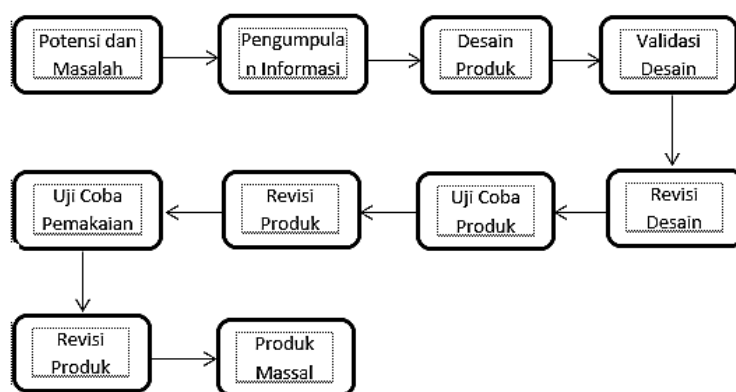 Potensi dan
Masalah
Pengumpula
n Informasi
Desain
Produk
Validasi
Desain
Revisi
Desain
Uji Coba
Produk
Revisi
Produk
Uji Coba
Pemakaian
Revisi
Produk
Produk
Massal